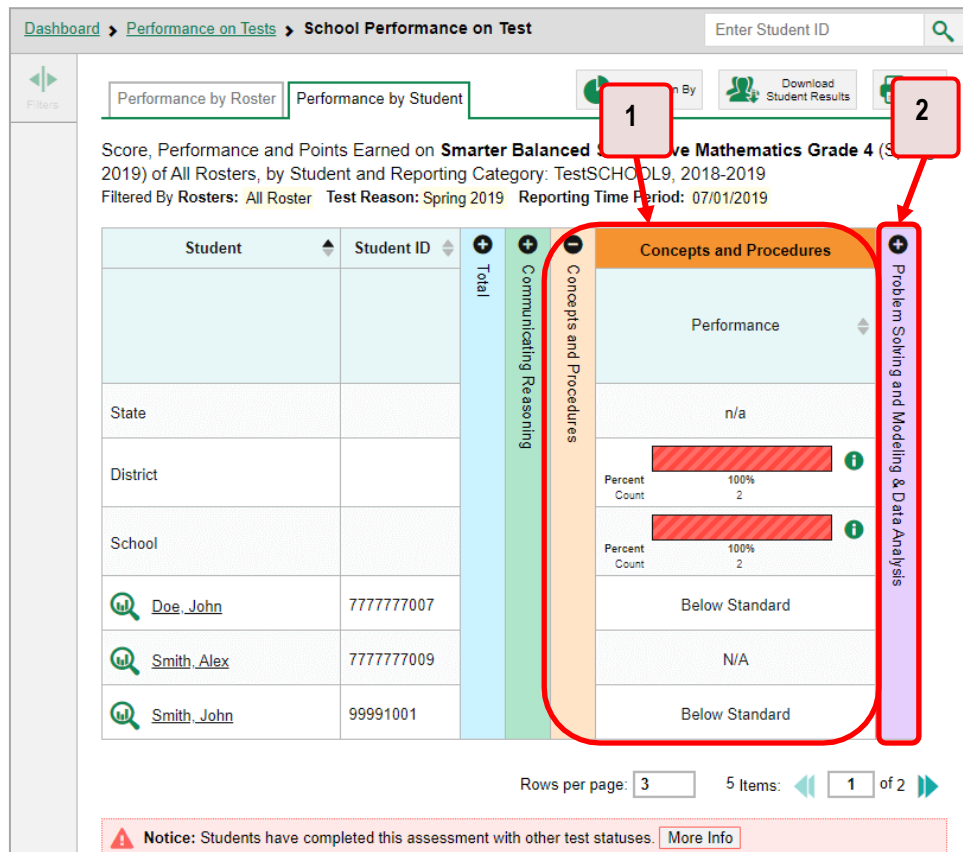 Dashboard > Performance on Tests > School Performance on Test
Enter Student ID
Filters
Performance by Roster
Performance by Student
By
Download
Student Results
1
2
Score, Performance and Points Earned on Smarter Balanced Mathematics Grade 4
2019) of All Rosters, by Student and Reporting Category: TestSCHOOL9, 2018-2019
Filtered By Rosters: All Roster Test Reason: Spring 2019 Reporting Time Period: 07/01/2019
Student
Student ID
Total
Communicating Reasoning
Concepts and Procedures
Concepts and Procedures
Problem Solving and Modeling & Data Analysis
Performance
State
n/a
District
Percent 100%
Count 2
School
Percent 100%
Count 2
Doe, John 7777777007 Below Standard
Smith, Alex 7777777009 N/A
Smith, John 99991001 Below Standard
Rows per page: 3 5 Items: 1 of 2
Notice: Students have completed this assessment with other test statuses. More Info